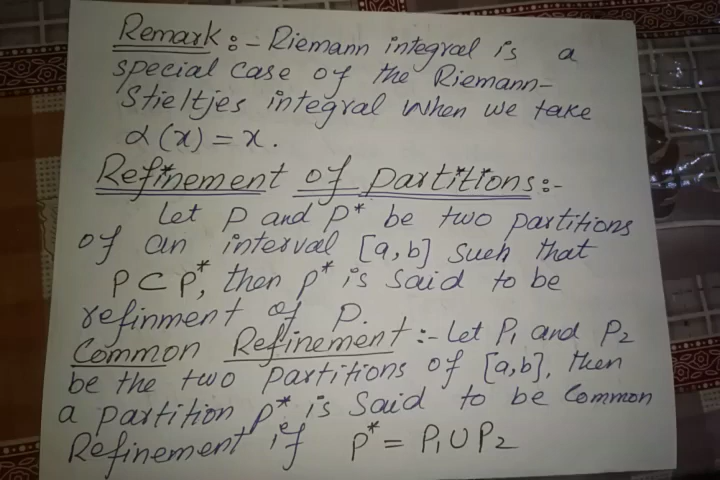 Remark :- Riemann integral is a
special case of the Riemann-
Stieltjes integral when we take
α(x) = x.
Refinement of partitions :-
Let P and P* be two partitions
of an interval [a,b] such that
P ⊂ P*, then P* is said to be
refinment of P.
Common Refinement :- Let P₁ and P₂
be the two partitions of [a,b], then
a partition P* is said to be Common
Refinement if P* = P₁ ∪ P₂